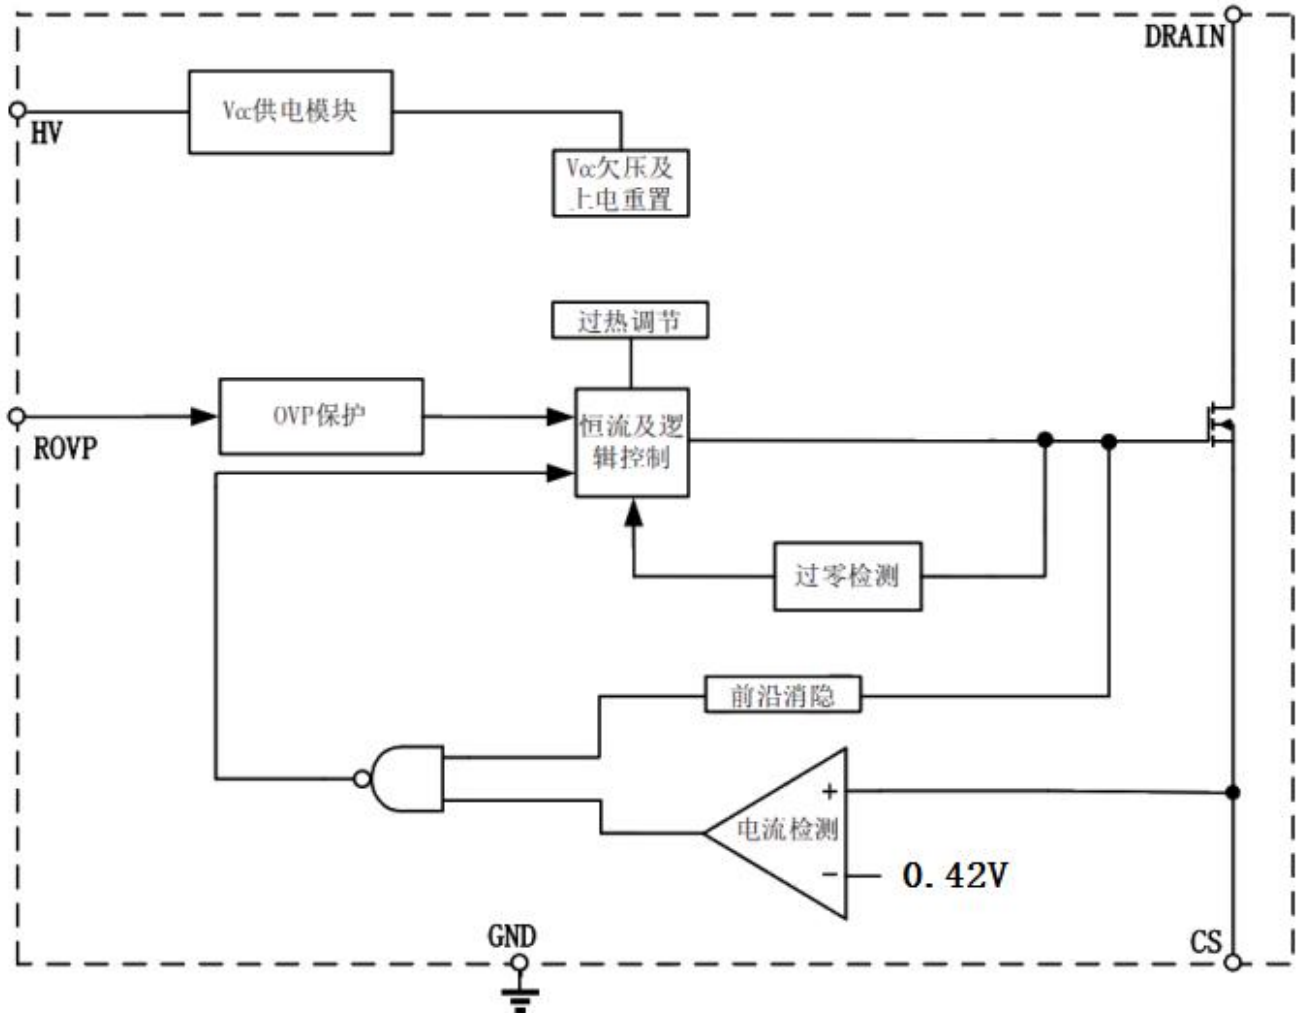 DRAIN
Vcc供电模块
HV
Vcc欠压及
上电重置
过热调节
OVP保护
恒流及逻
辑控制
ROVP
过零检测
前沿消隐
+
电流检测
-
0.42V
GND
CS